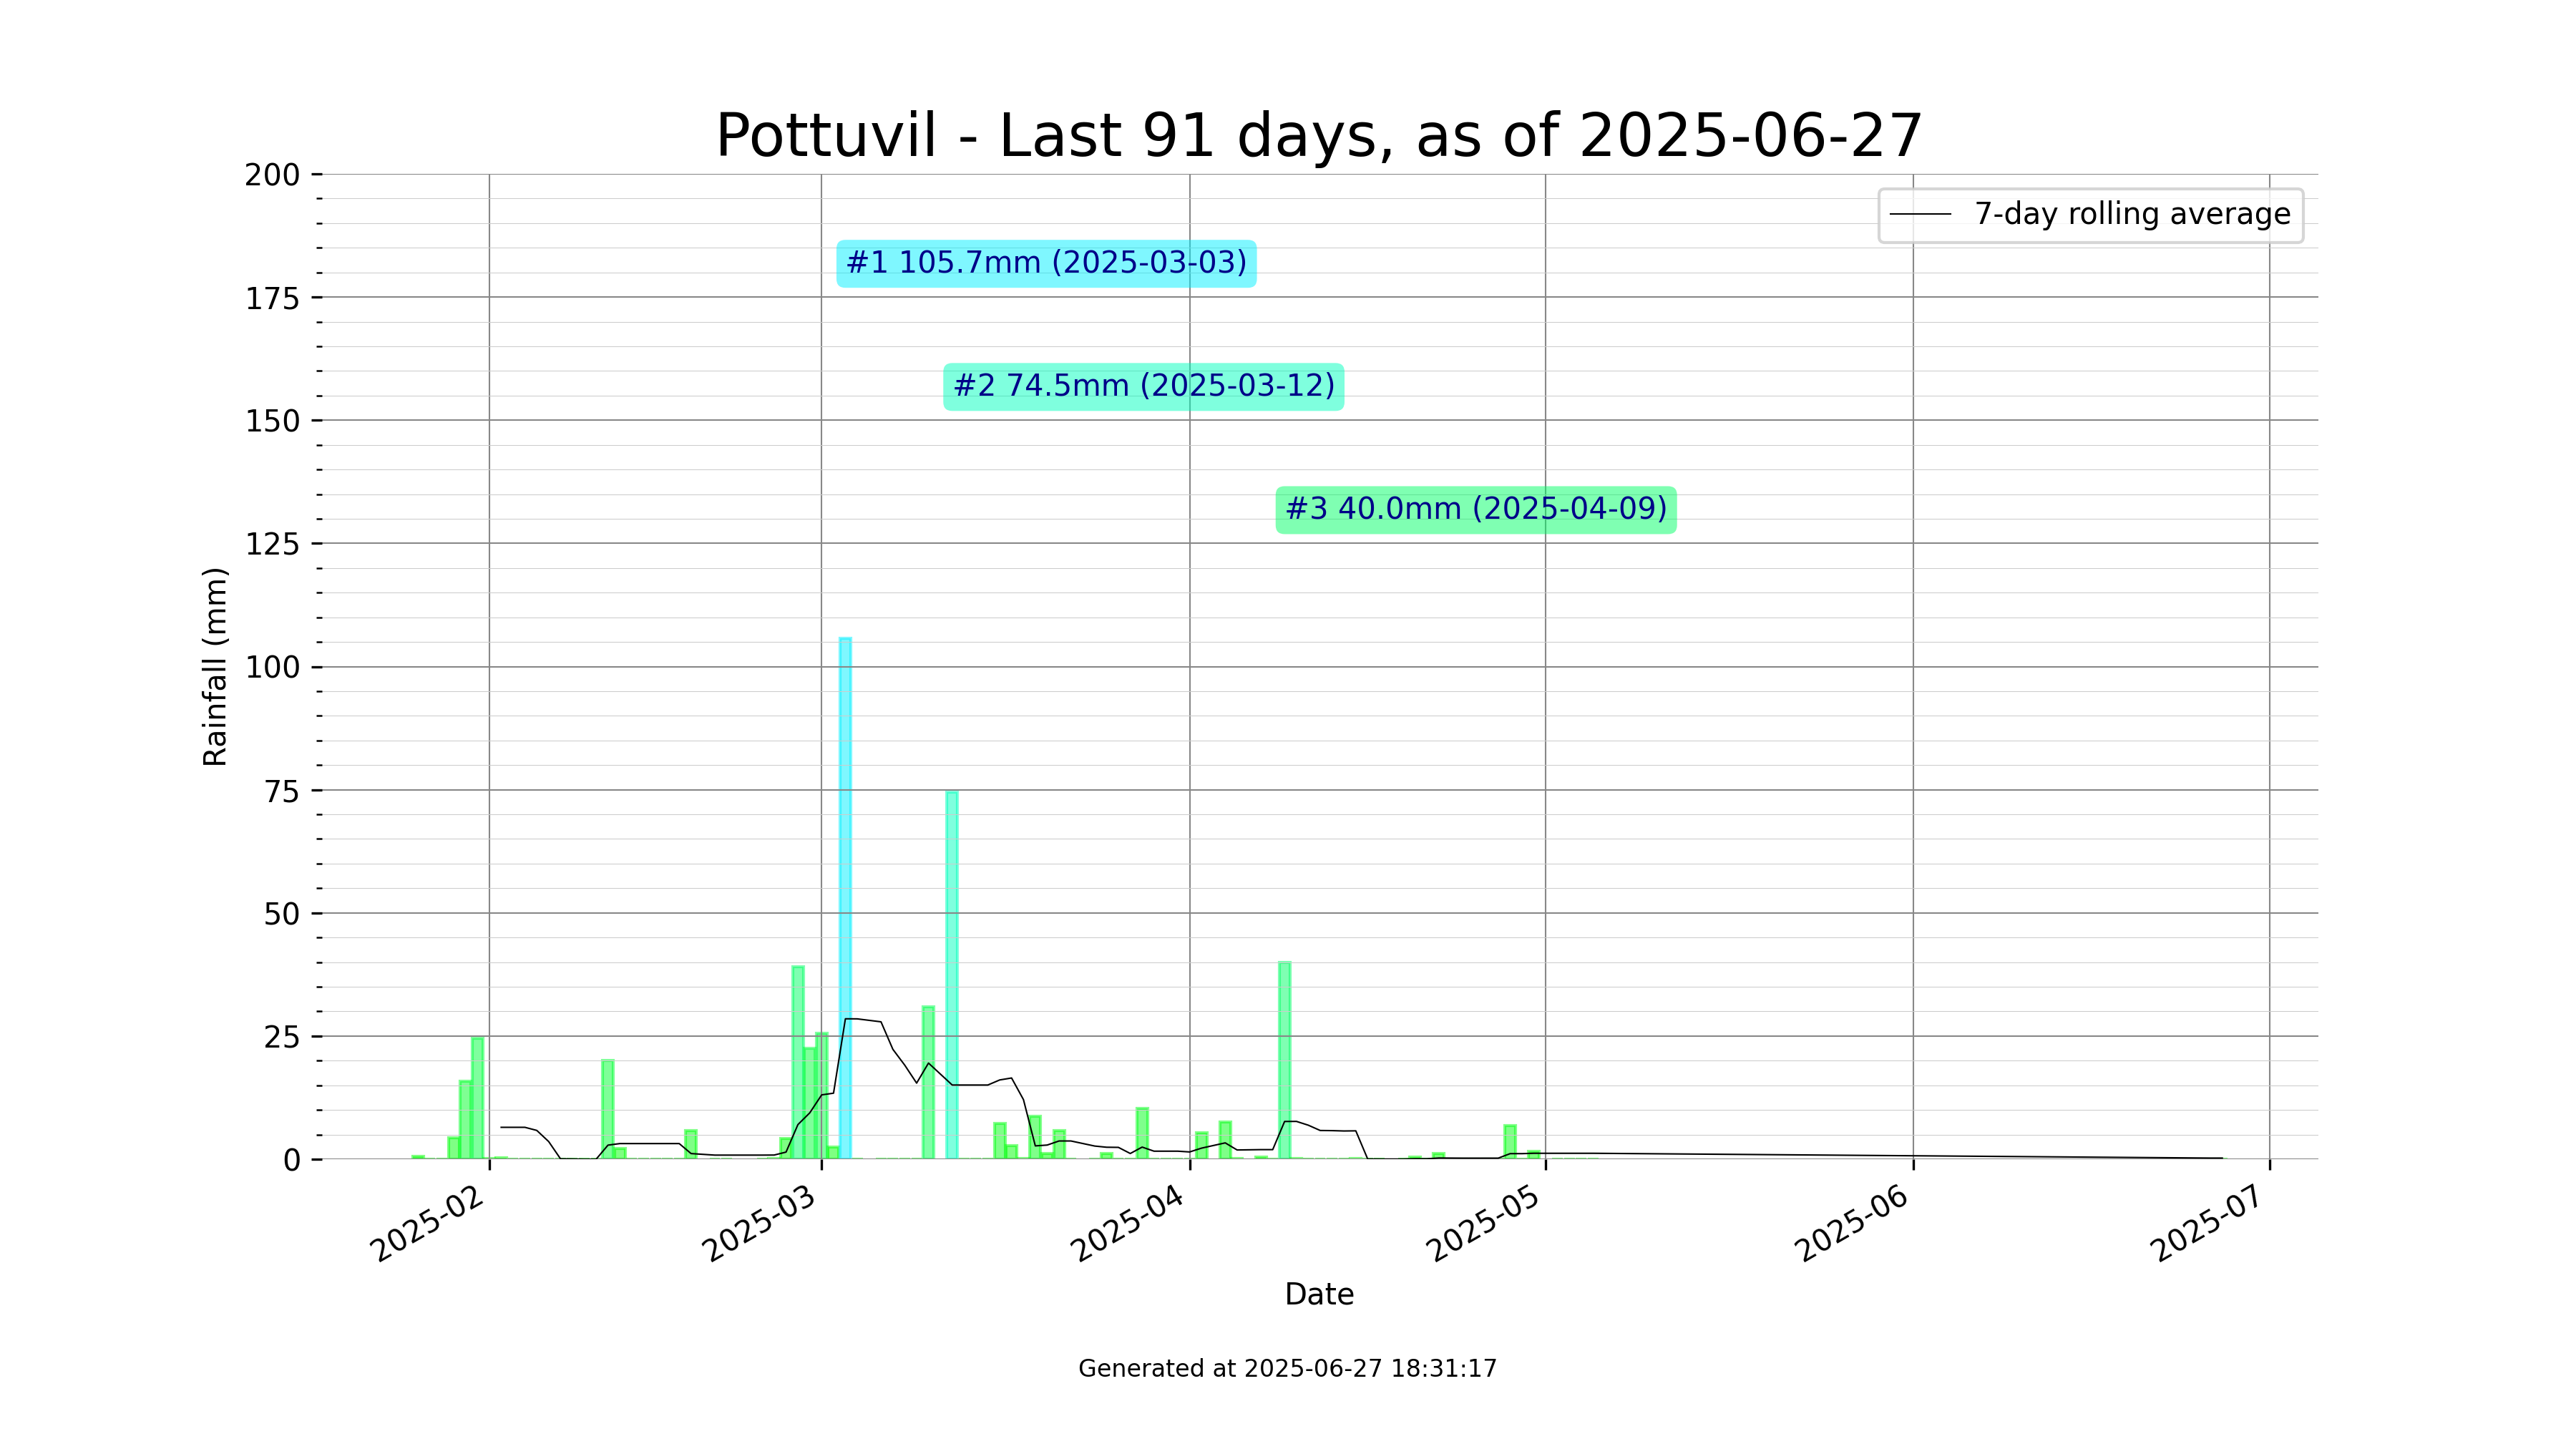 Pottuvil - Last 91 days, as of 2025-06-27
200
175
150
125
100
75
50
25
0
Rainfall (mm)
7-day rolling average
#1 105.7mm (2025-03-03)
#2 74.5mm (2025-03-12)
#3 40.0mm (2025-04-09)
2025-02
2025-03
2025-04
2025-05
2025-06
2025-07
Date
Generated at 2025-06-27 18:31:17